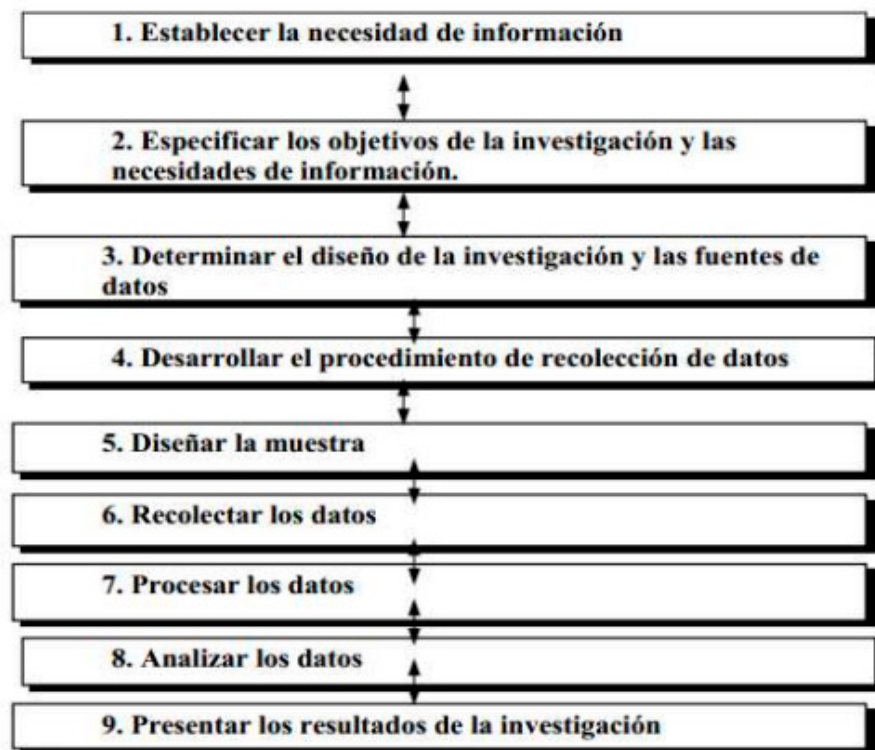 1. Establecer la necesidad de información
2. Especificar los objetivos de la investigación y las
necesidades de información.
3. Determinar el diseño de la investigación y las fuentes de
datos
4. Desarrollar el procedimiento de recolección de datos
5. Diseñar la muestra
6. Recolectar los datos
7. Procesar los datos
8. Analizar los datos
9. Presentar los resultados de la investigación